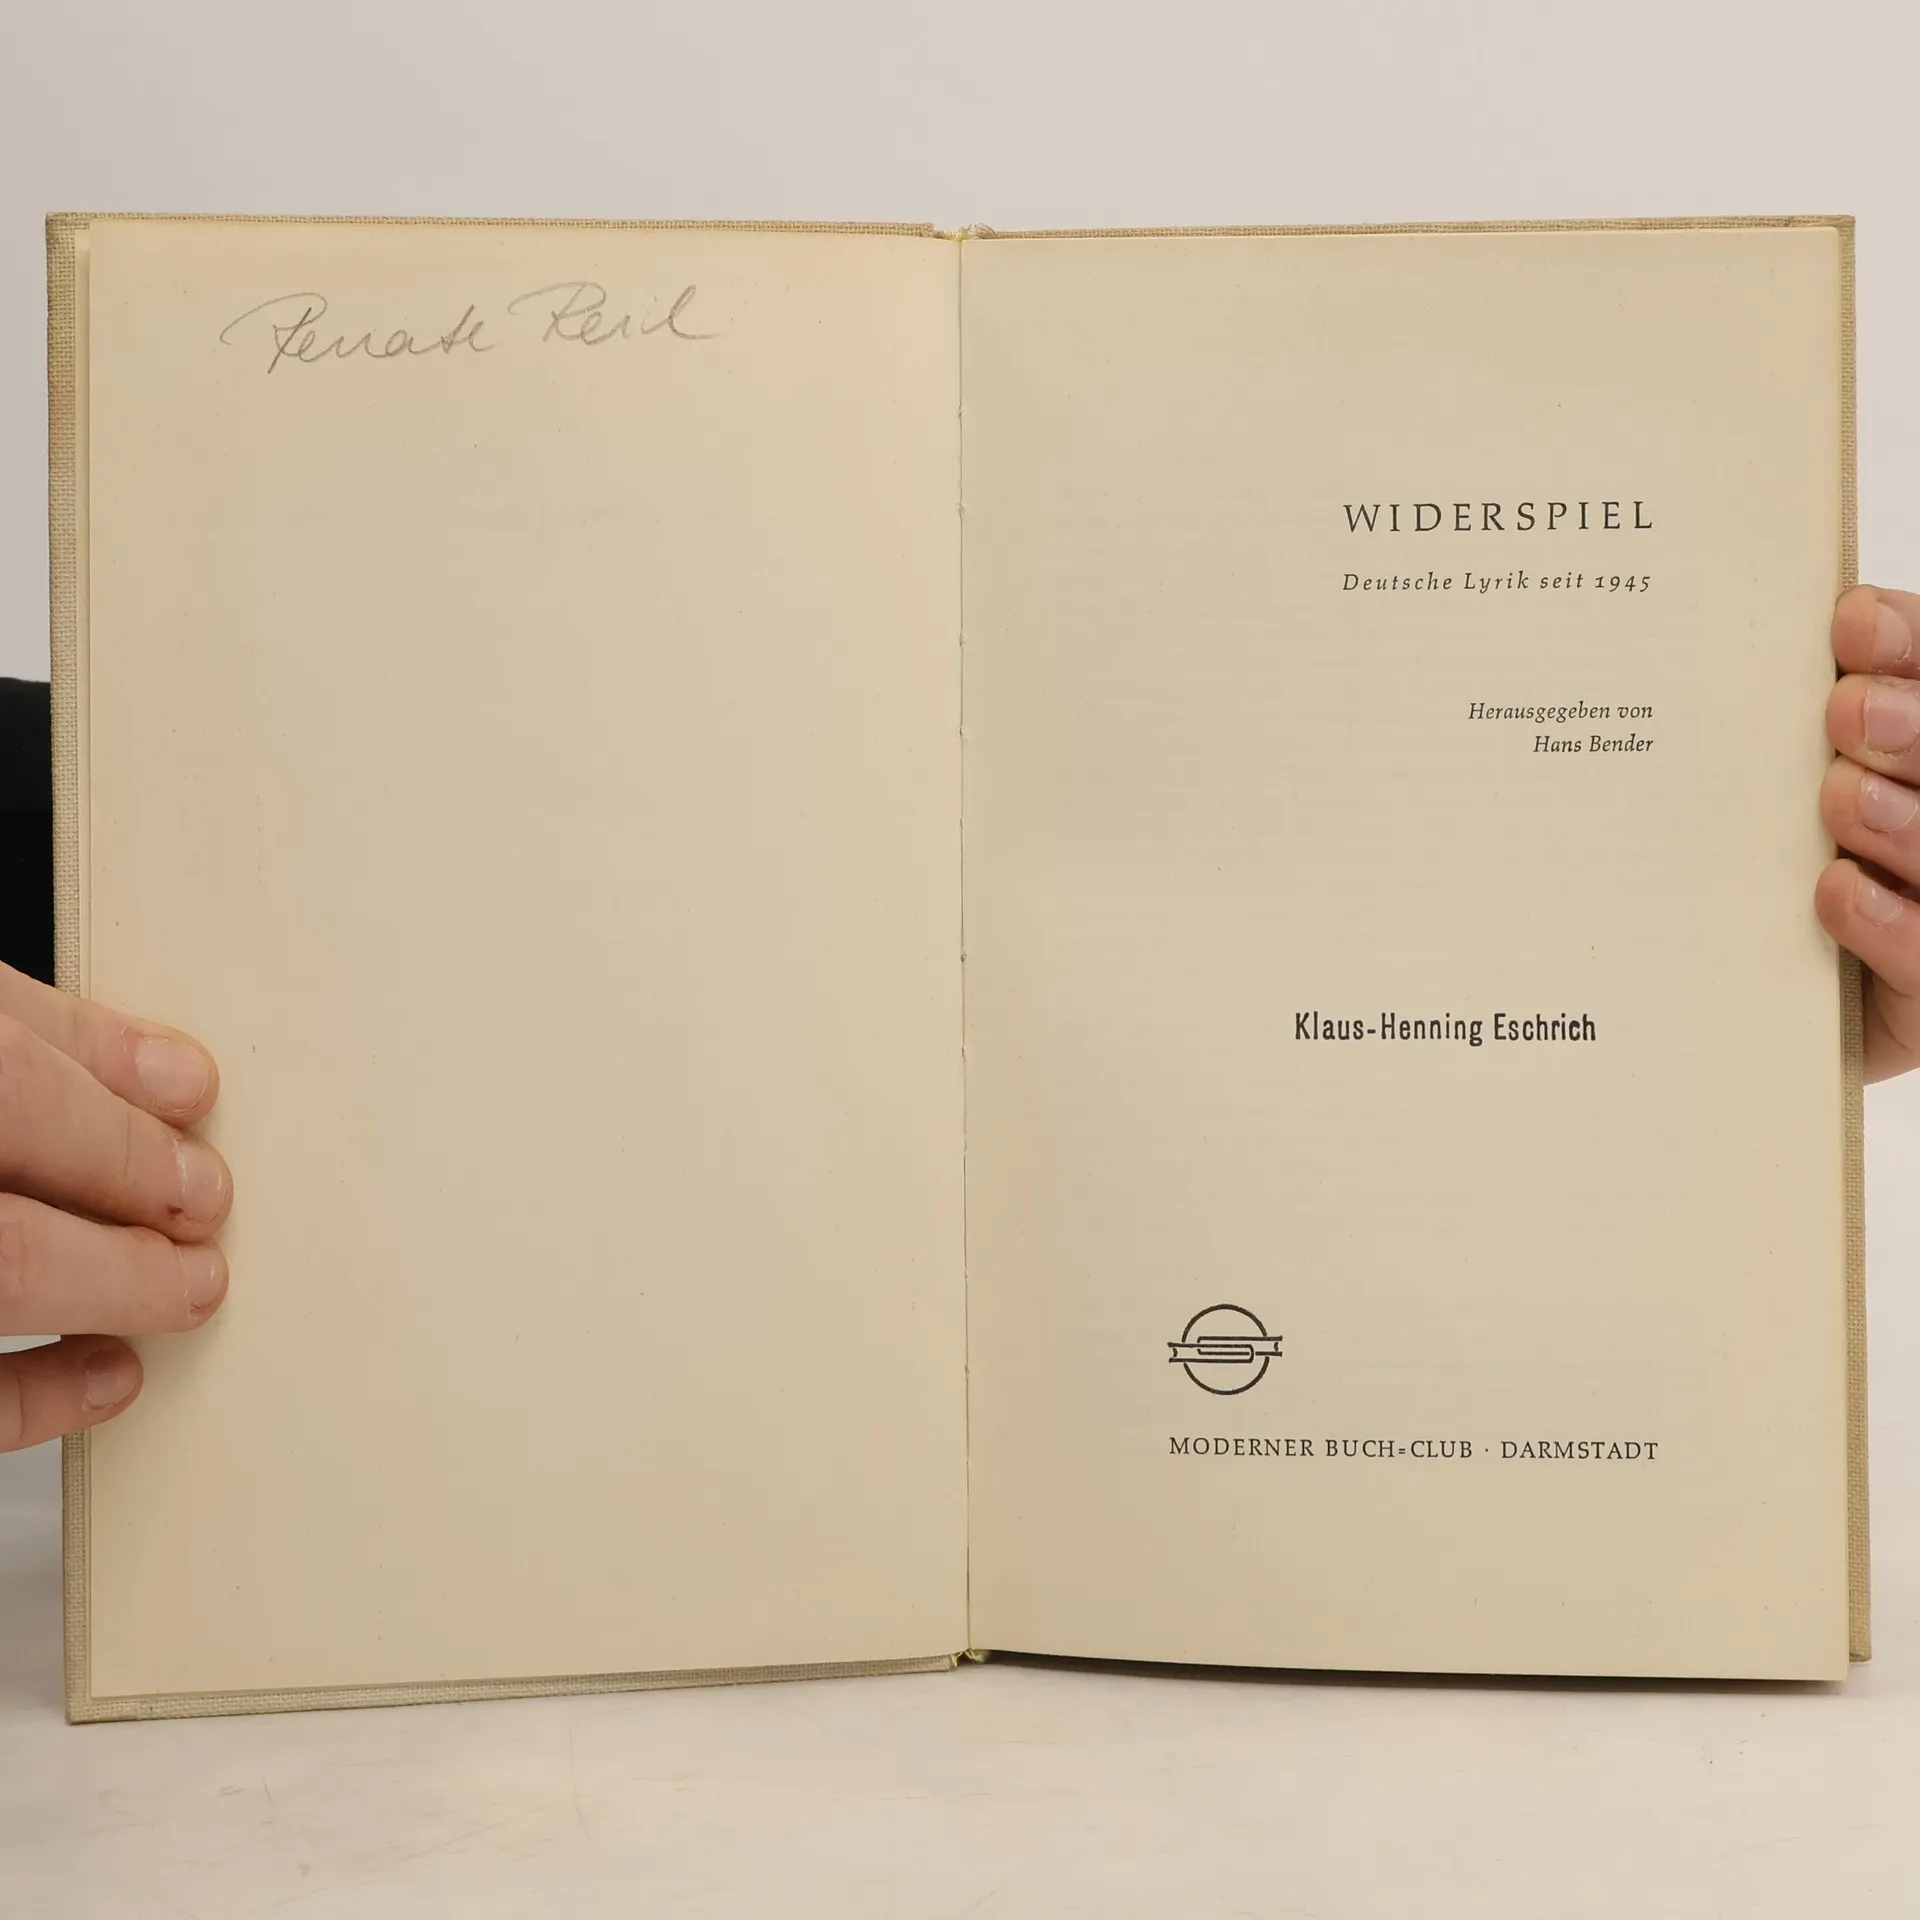 Renate Reil
WIDERSPIEL
Deutsche Lyrik seit 1945
Herausgegeben von
Hans Bender
Klaus-Henning Eschrich
MODERNER BUCH=CLUB · DARMSTADT